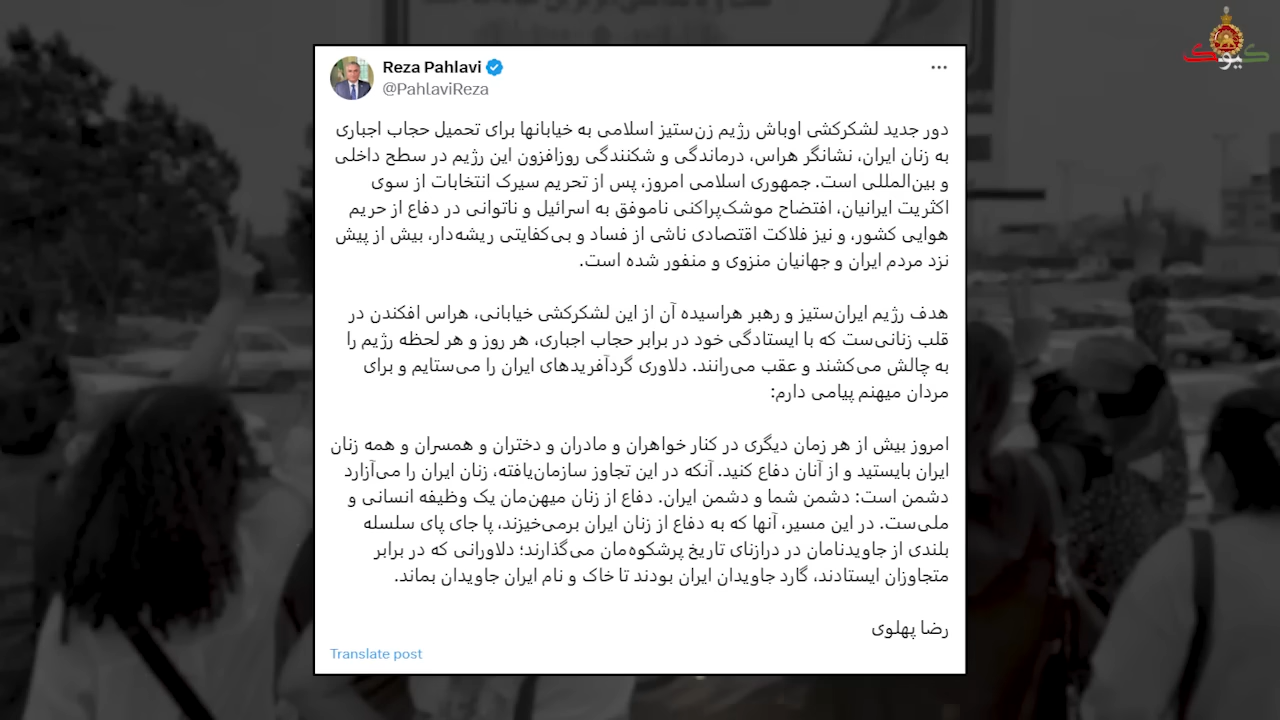 Reza Pahlavi
@PahlaviReza
دور جدید لشکرکشی اوباش رژیم زن‌ستیز اسلامی به خیابانها برای تحمیل حجاب اجباری
به زنان ایران، نشانگر هراس، درماندگی و شکنندگی روزافزون این رژیم در سطح داخلی
و بین‌المللی است. جمهوری اسلامی امروز، پس از تحریم سیرک انتخابات از سوی
اکثریت ایرانیان، افتضاح موشک‌پراکنی ناموفق به اسرائیل و ناتوانی در دفاع از حریم
هوایی کشور، و نیز فلاکت اقتصادی ناشی از فساد و بی‌کفایتی ریشه‌دار، بیش از پیش
نزد مردم ایران و جهانیان منزوی و منفور شده است.
هدف رژیم ایران‌ستیز و رهبر هراسیده آن از این لشکرکشی خیابانی، هراس افکندن در
قلب زنانی‌ست که با ایستادگی خود در برابر حجاب اجباری، هر روز و هر لحظه رژیم را
به چالش می‌کشند و عقب می‌رانند. دلاوری گردآفریدهای ایران را می‌ستایم و برای
مردان میهنم پیامی دارم:
امروز بیش از هر زمان دیگری در کنار خواهران و مادران و دختران و همسران و همه زنان
ایران بایستید و از آنان دفاع کنید. آنکه در این تجاوز سازمان‌یافته، زنان ایران را می‌آزارد
دشمن است: دشمن شما و دشمن ایران. دفاع از زنان میهن‌مان یک وظیفه انسانی و
ملی‌ست. در این مسیر، آنها که به دفاع از زنان ایران برمی‌خیزند، پا جای پای سلسله
بلندی از جاویدنامان در درازنای تاریخ پرشکوه‌مان می‌گذارند؛ دلاورانی که در برابر
متجاوزان ایستادند، گارد جاویدان ایران بودند تا خاک و نام ایران جاویدان بماند.
رضا پهلوی
Translate post